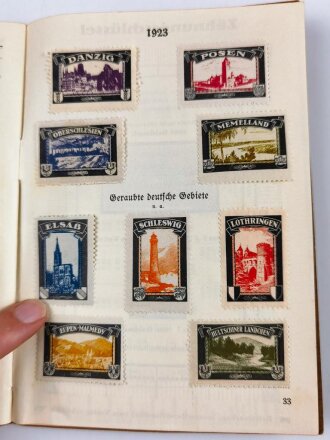 1923
DANZIG
POSEN
OBERSCHLESIEN
MEMELLAND
Geraubte deutsche Gebiete
u. a.
ELSAß
SCHLESWIG
LOTHRINGEN
EUPEN-MALMEDY
HULTSCHINER LÄNDCHEN
33